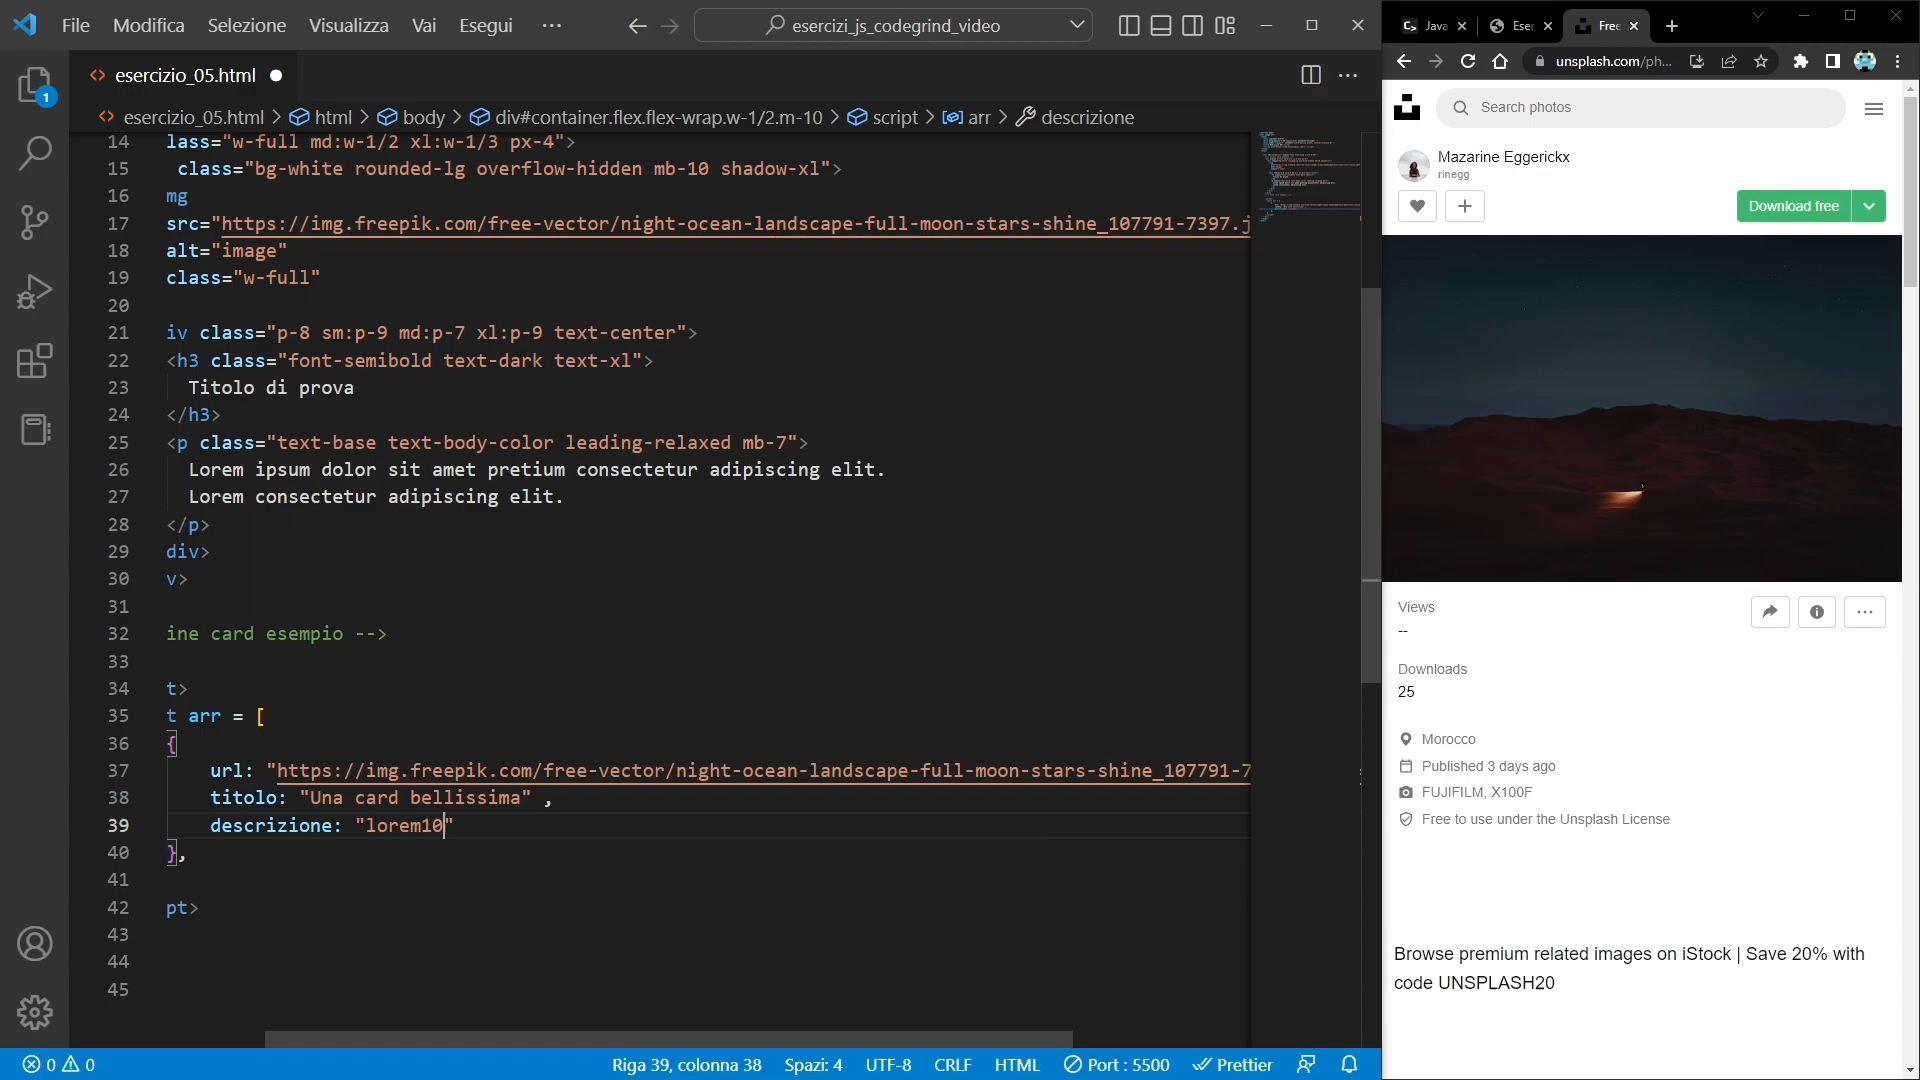 File Modifica Selezione Visualizza Vai Esegui ···
esercizi_js_codegrind_video
1
<> esercizio_05.html ●
<> esercizio_05.html > html > body > div#container.flex.flex-wrap.w-1/2.m-10 > script > arr > descrizione
14 lass="w-full md:w-1/2 xl:w-1/3 px-4">
15 class="bg-white rounded-lg overflow-hidden mb-10 shadow-xl">
16 mg
17 src="https://img.freepik.com/free-vector/night-ocean-landscape-full-moon-stars-shine_107791-7397.j
18 alt="image"
19 class="w-full"
20
21 iv class="p-8 sm:p-9 md:p-7 xl:p-9 text-center">
22 <h3 class="font-semibold text-dark text-xl">
23 Titolo di prova
24 </h3>
25 <p class="text-base text-body-color leading-relaxed mb-7">
26 Lorem ipsum dolor sit amet pretium consectetur adipiscing elit.
27 Lorem consectetur adipiscing elit.
28 </p>
29 div>
30 v>
31
32 ine card esempio -->
33
34 t>
35 t arr = [
36 {
37 url: "https://img.freepik.com/free-vector/night-ocean-landscape-full-moon-stars-shine_107791-7
38 titolo: "Una card bellissima" ,
39 descrizione: "lorem10"
40 },
41
42 pt>
43
44
45
0 0 Riga 39, colonna 38 Spazi: 4 UTF-8 CRLF HTML Port : 5500 Prettier
Java Eser Free
unsplash.com/ph...
Search photos
Mazarine Eggerickx
rinegg
Download free
Views
--
Downloads
25
Morocco
Published 3 days ago
FUJIFILM, X100F
Free to use under the Unsplash License
Browse premium related images on iStock | Save 20% with
code UNSPLASH20